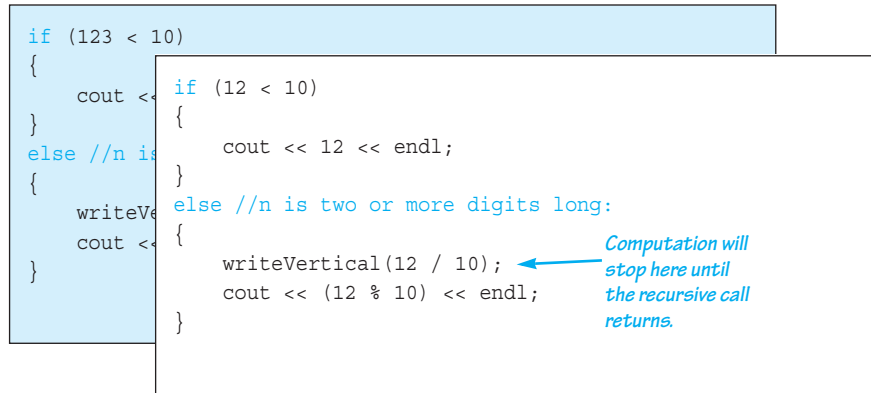 if (123 < 10)
{
    cout <<
}
else //n is
{
    writeVe
    cout <<
}
if (12 < 10)
{
    cout << 12 << endl;
}
else //n is two or more digits long:
{
    writeVertical(12 / 10);
    cout << (12 % 10) << endl;
}
Computation will
stop here until
the recursive call
returns.